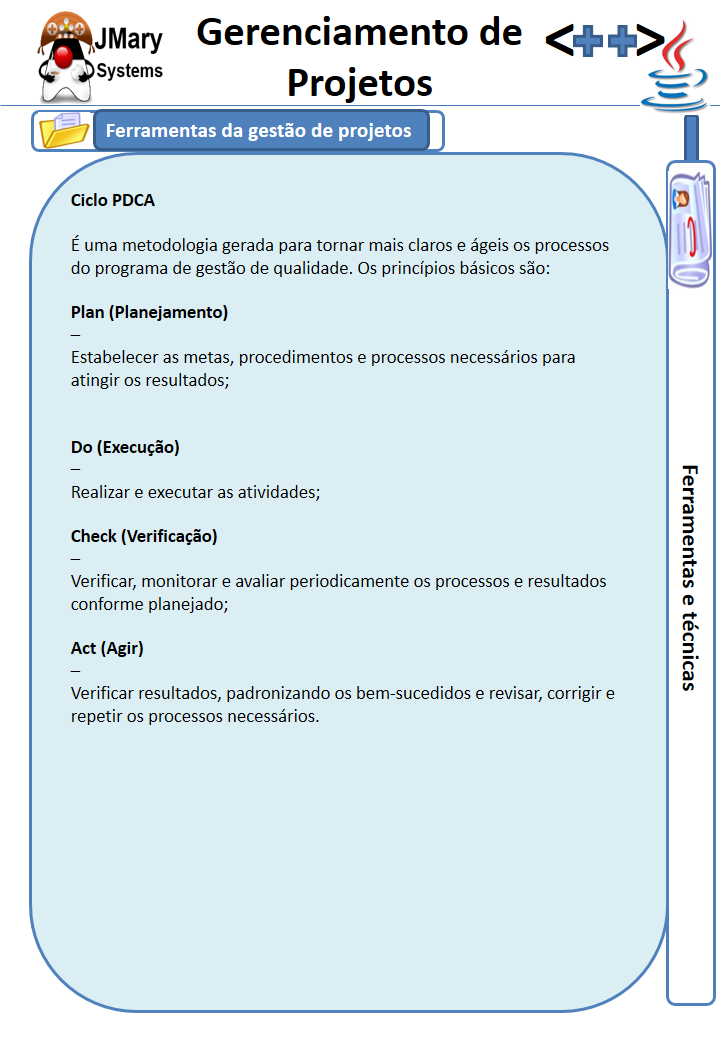 JMary
Systems
Gerenciamento de
Projetos
<++>
Ferramentas da gestão de projetos
Ciclo PDCA
É uma metodologia gerada para tornar mais claros e ágeis os processos
do programa de gestão de qualidade. Os princípios básicos são:
Plan (Planejamento)
–
Estabelecer as metas, procedimentos e processos necessários para
atingir os resultados;
Do (Execução)
–
Realizar e executar as atividades;
Check (Verificação)
–
Verificar, monitorar e avaliar periodicamente os processos e resultados
conforme planejado;
Act (Agir)
–
Verificar resultados, padronizando os bem-sucedidos e revisar, corrigir e
repetir os processos necessários.
Ferramentas e técnicas